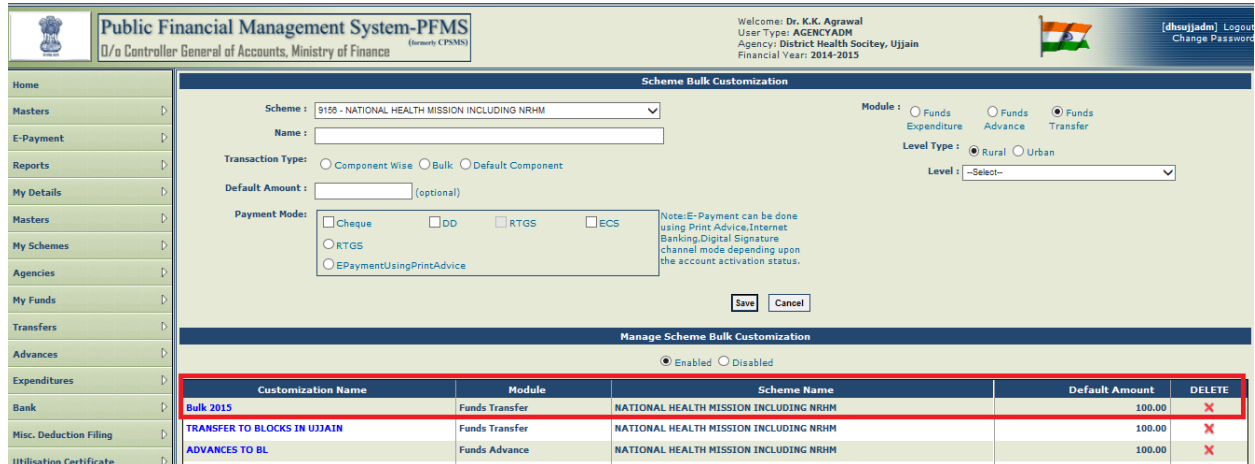 Public Financial Management System-PFMS
(formerly CPSMS)
O/o Controller General of Accounts, Ministry of Finance
Welcome: Dr. K.K. Agrawal
User Type: AGENCYADM
Agency: District Health Socitey, Ujjain
Financial Year: 2014-2015
[dhsujjadm] Logout
Change Password
Home
Masters
E-Payment
Reports
My Details
Masters
My Schemes
Agencies
My Funds
Transfers
Advances
Expenditures
Bank
Misc. Deduction Filing
Utilisation Certificate
Scheme Bulk Customization
Scheme : 9156 - NATIONAL HEALTH MISSION INCLUDING NRHM
Name :
Transaction Type: Component Wise Bulk Default Component
Default Amount : (optional)
Payment Mode: Cheque DD RTGS ECS
RTGS
EPaymentUsingPrintAdvice
Note:E-Payment can be done
using Print Advice,Internet
Banking,Digital Signature
channel mode depending upon
the account activation status.
Module : Funds Expenditure Funds Advance Funds Transfer
Level Type : Rural Urban
Level : --Select--
Save Cancel
Manage Scheme Bulk Customization
Enabled Disabled
Customization Name Module Scheme Name Default Amount DELETE
Bulk 2015 Funds Transfer NATIONAL HEALTH MISSION INCLUDING NRHM 100.00
TRANSFER TO BLOCKS IN UJJAIN Funds Transfer NATIONAL HEALTH MISSION INCLUDING NRHM 100.00
ADVANCES TO BL Funds Advance NATIONAL HEALTH MISSION INCLUDING NRHM 100.00